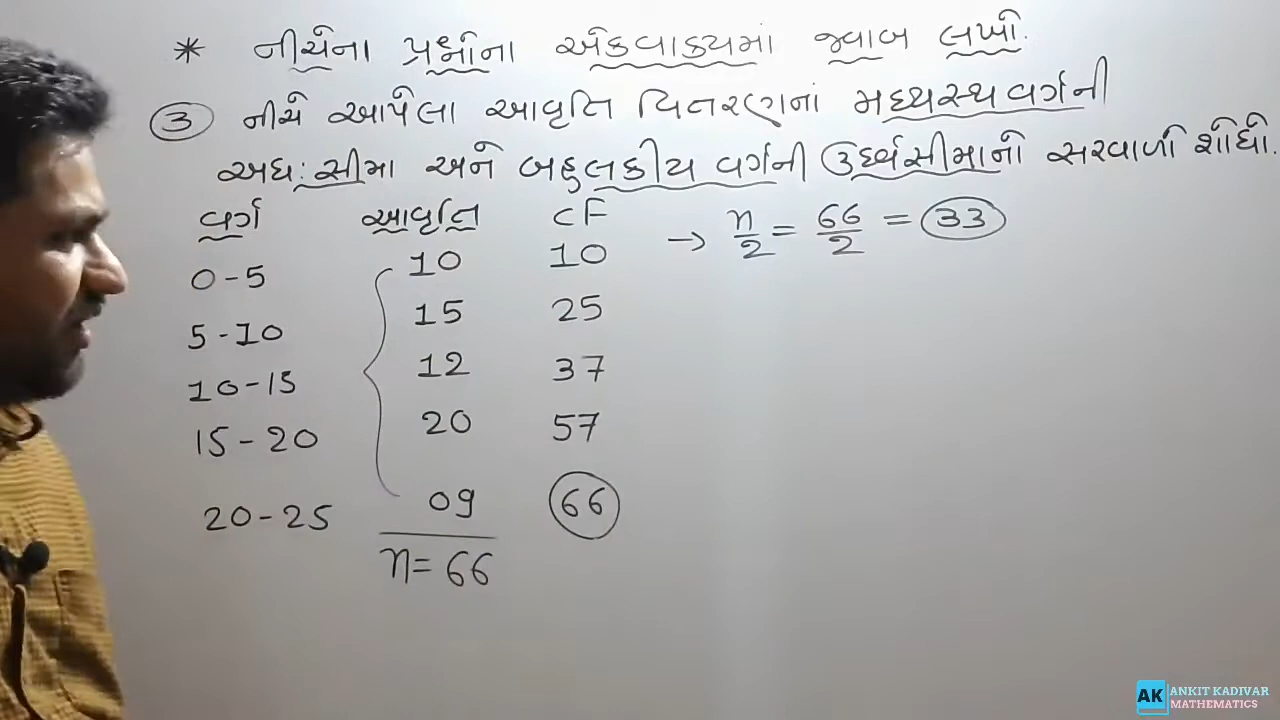 * નીચેના પ્રશ્નોના એકવાક્યમાં જવાબ લખો.
૩ નીચે આપેલા આવૃત્તિ વિતરણનાં મધ્યસ્થવર્ગની
અધઃસીમા અને બહુલકીય વર્ગની ઉર્ધ્વસીમાનો સરવાળો શોધો.
વર્ગ આવૃત્તિ CF → n/2 = 66/2 = 33
0-5 10 10
5-10 15 25
10-15 12 37
15-20 20 57
20-25 09 66
n= 66
AK ANKIT KADIVAR
MATHEMATICS